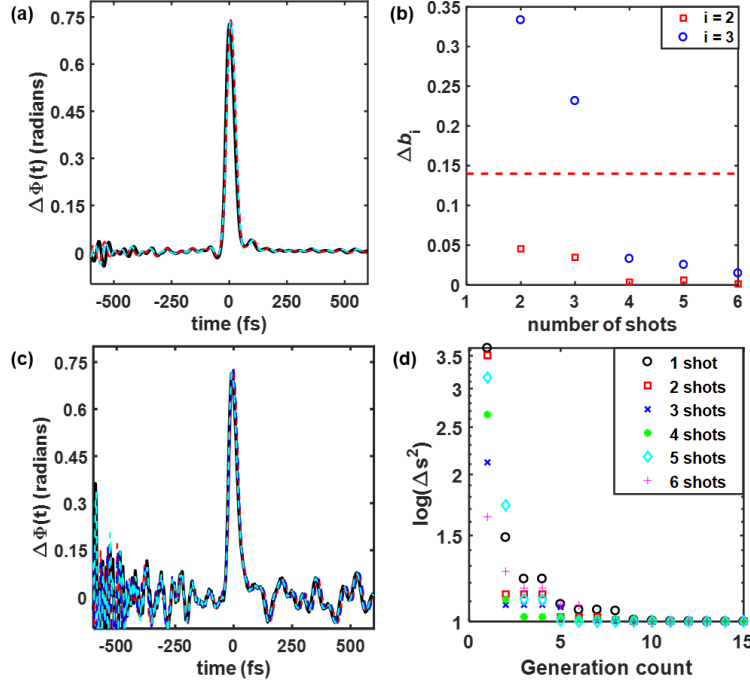 (a)
0.75
0.6
0.45
0.3
0.15
0
ΔΦ(t) (radians)
-500 -250 0 250 500
time (fs)
(b)
0.35
0.3
0.25
0.20
0.15
0.10
0.05
0
Δbi
i = 2
i = 3
1 2 3 4 5 6
number of shots
(c)
0.75
0.6
0.45
0.3
0.15
0
ΔΦ(t) (radians)
-500 -250 0 250 500
time (fs)
(d)
3.5
3
2.5
2
1.5
1
log(Δs²)
1 shot
2 shots
3 shots
4 shots
5 shots
6 shots
0 5 10 15
Generation count